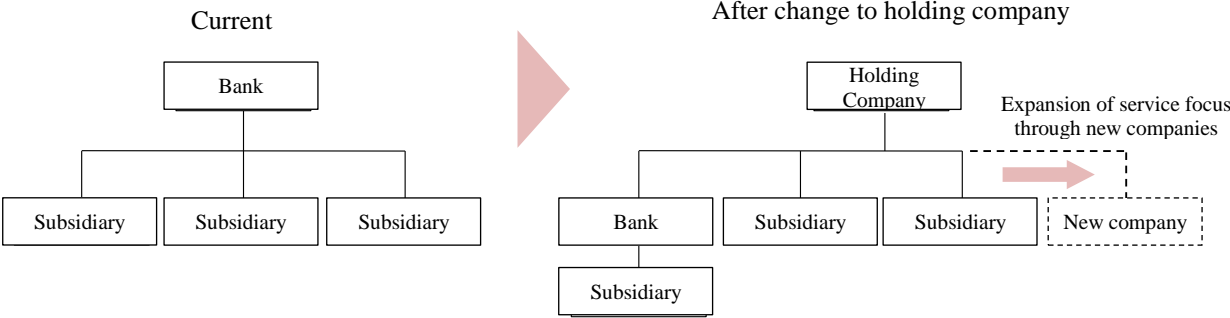 Current
After change to holding company
Bank
Holding
Company
Expansion of service focus
through new companies
Subsidiary
Subsidiary
Subsidiary
Bank
Subsidiary
Subsidiary
New company
Subsidiary